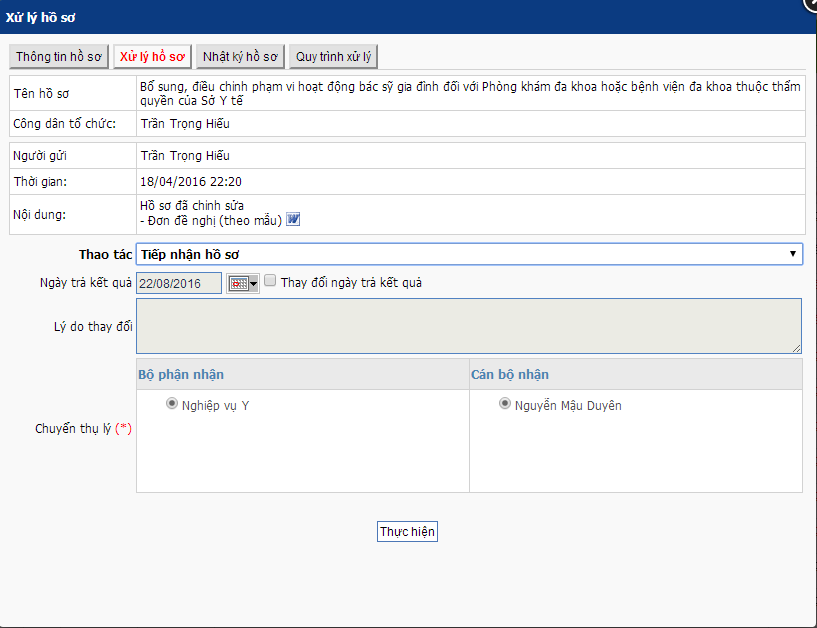 Xử lý hồ sơ
Thông tin hồ sơ
Xử lý hồ sơ
Nhật ký hồ sơ
Quy trình xử lý
Tên hồ sơ
Bổ sung, điều chỉnh phạm vi hoạt động bác sỹ gia đình đối với Phòng khám đa khoa hoặc bệnh viện đa khoa thuộc thẩm
quyền của Sở Y tế
Công dân tổ chức:
Trần Trọng Hiếu
Người gửi
Trần Trọng Hiếu
Thời gian:
18/04/2016 22:20
Nội dung:
Hồ sơ đã chỉnh sửa
- Đơn đề nghị (theo mẫu)
Thao tác
Tiếp nhận hồ sơ
Ngày trả kết quả
22/08/2016
Thay đổi ngày trả kết quả
Lý do thay đổi
Bộ phận nhận
Cán bộ nhận
Chuyển thụ lý (*)
Nghiệp vụ Y
Nguyễn Mậu Duyên
Thực hiện